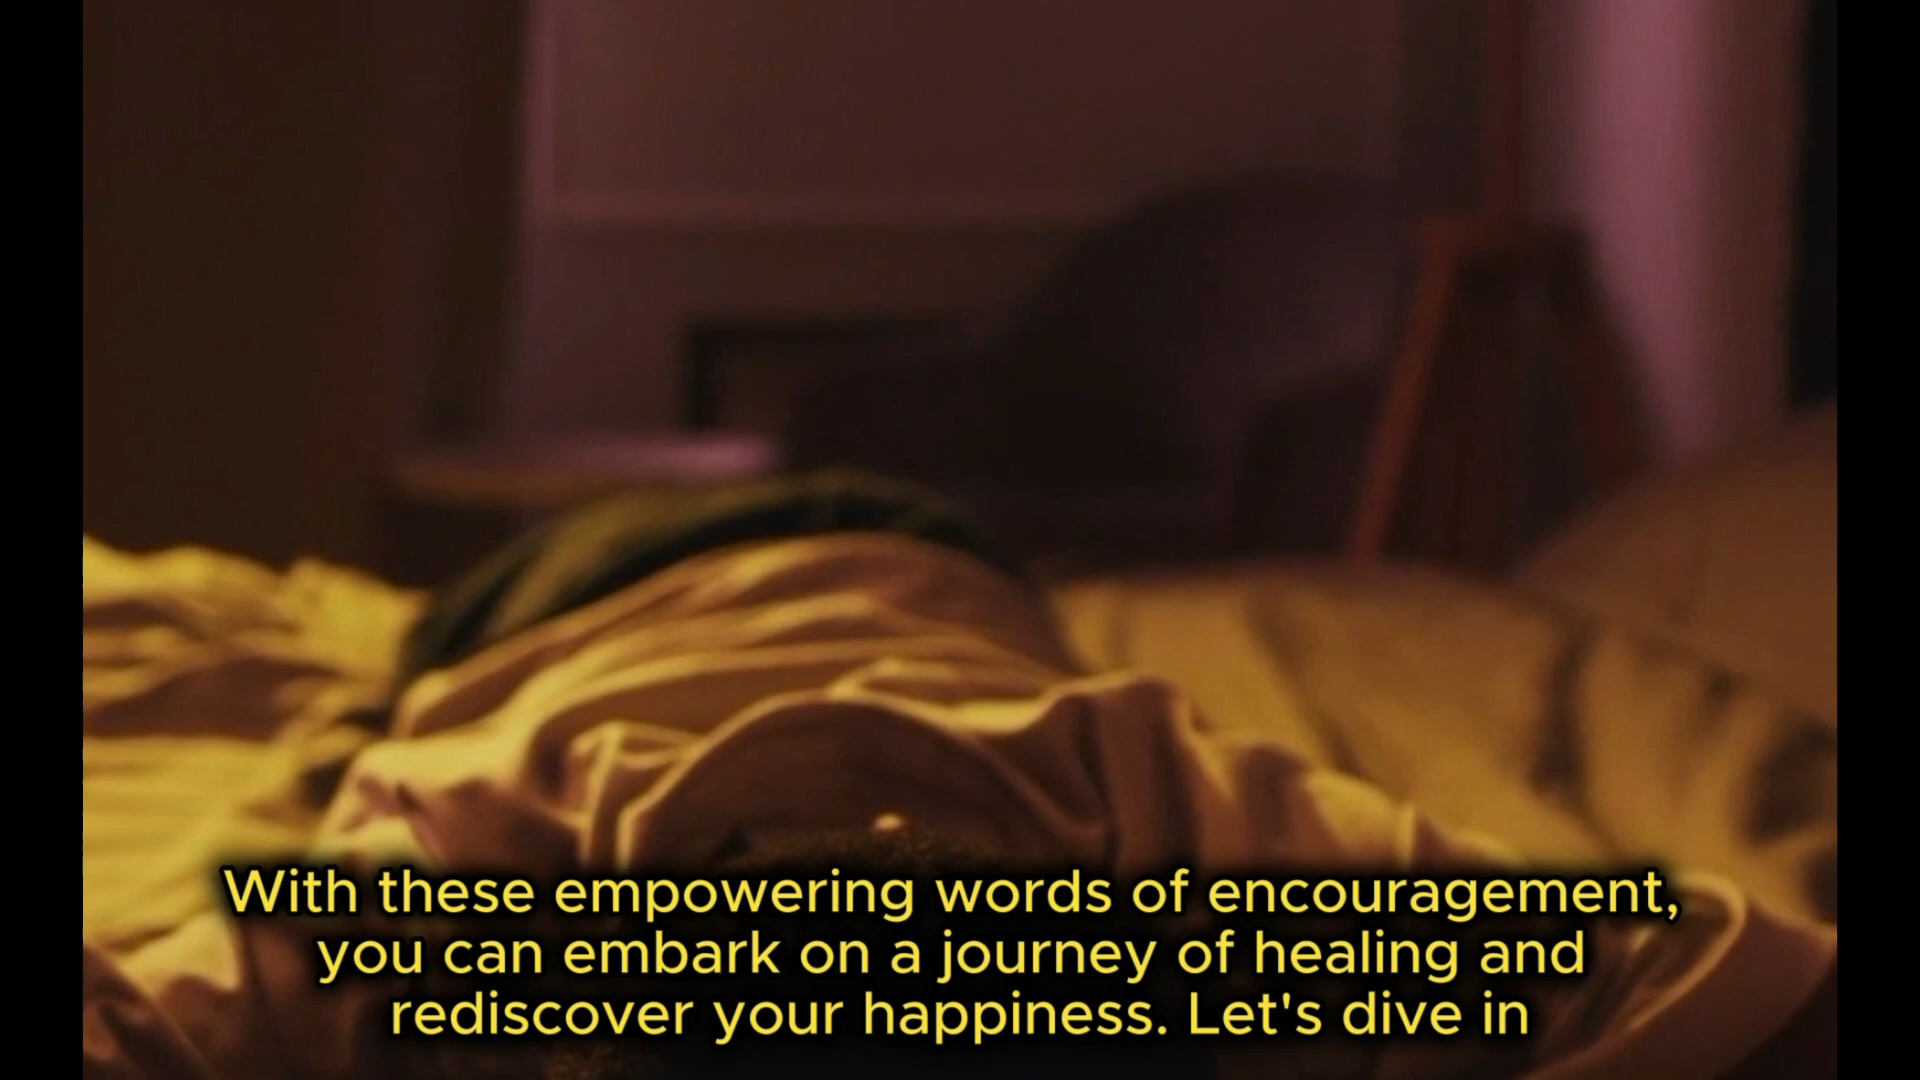 With these empowering words of encouragement,
you can embark on a journey of healing and
rediscover your happiness. Let's dive in